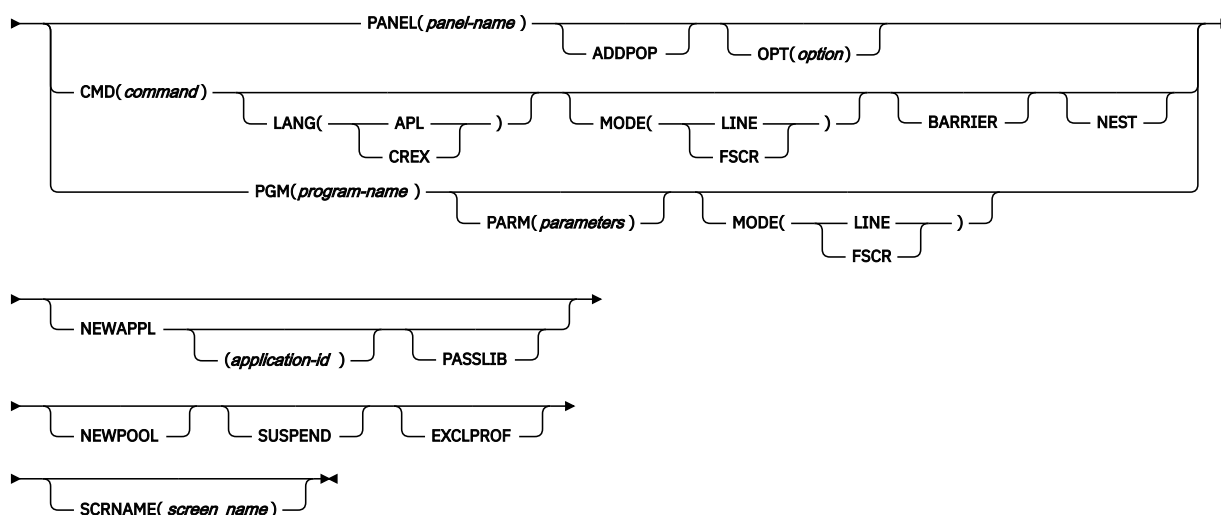 PANEL( panel-name )
ADDPOP OPT( option )
CMD( command )
LANG( APL ) MODE( LINE ) BARRIER NEST
CREX FSCR
PGM( program-name )
PARM( parameters ) MODE( LINE )
FSCR
NEWAPPL
(application-id ) PASSLIB
NEWPOOL SUSPEND EXCLPROF
SCRNAME( screen_name )